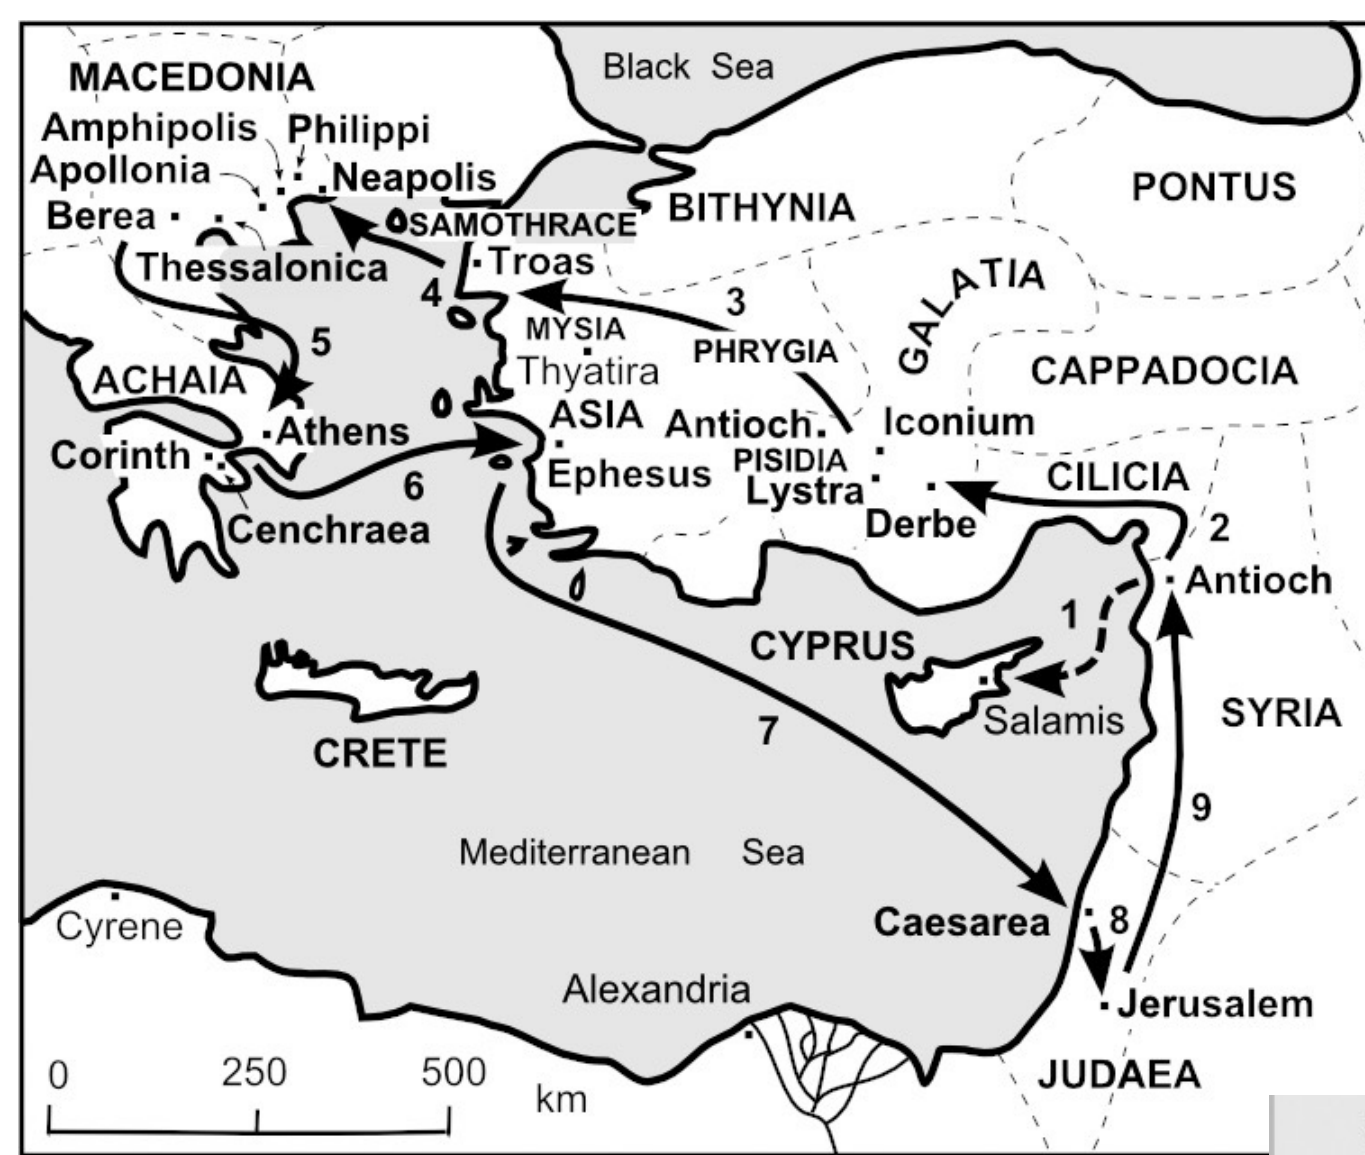 Black Sea
MACEDONIA
Amphipolis
Philippi
Apollonia
Neapolis
Berea
SAMOTHRACE
BITHYNIA
PONTUS
Thessalonica
Troas
4
3
GALATIA
5
MYSIA
PHRYGIA
Thyatira
CAPPADOCIA
ACHAIA
ASIA
Antioch
Iconium
Athens
Corinth
Ephesus
PISIDIA
Lystra
CILICIA
6
Cenchraea
Derbe
2
Antioch
1
CYPRUS
Salamis
SYRIA
CRETE
7
9
Mediterranean Sea
Caesarea
8
Cyrene
Alexandria
Jerusalem
JUDAEA
0 250 500
km